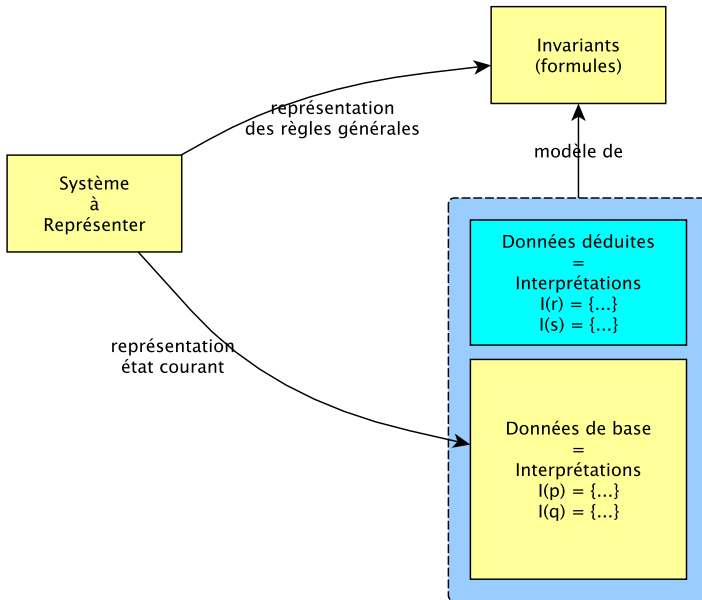 Invariants
(formules)
représentation
des règles générales
modèle de
Système
à
Représenter
Données déduites
=
Interprétations
I(r) = {...}
I(s) = {...}
représentation
état courant
Données de base
=
Interprétations
I(p) = {...}
I(q) = {...}